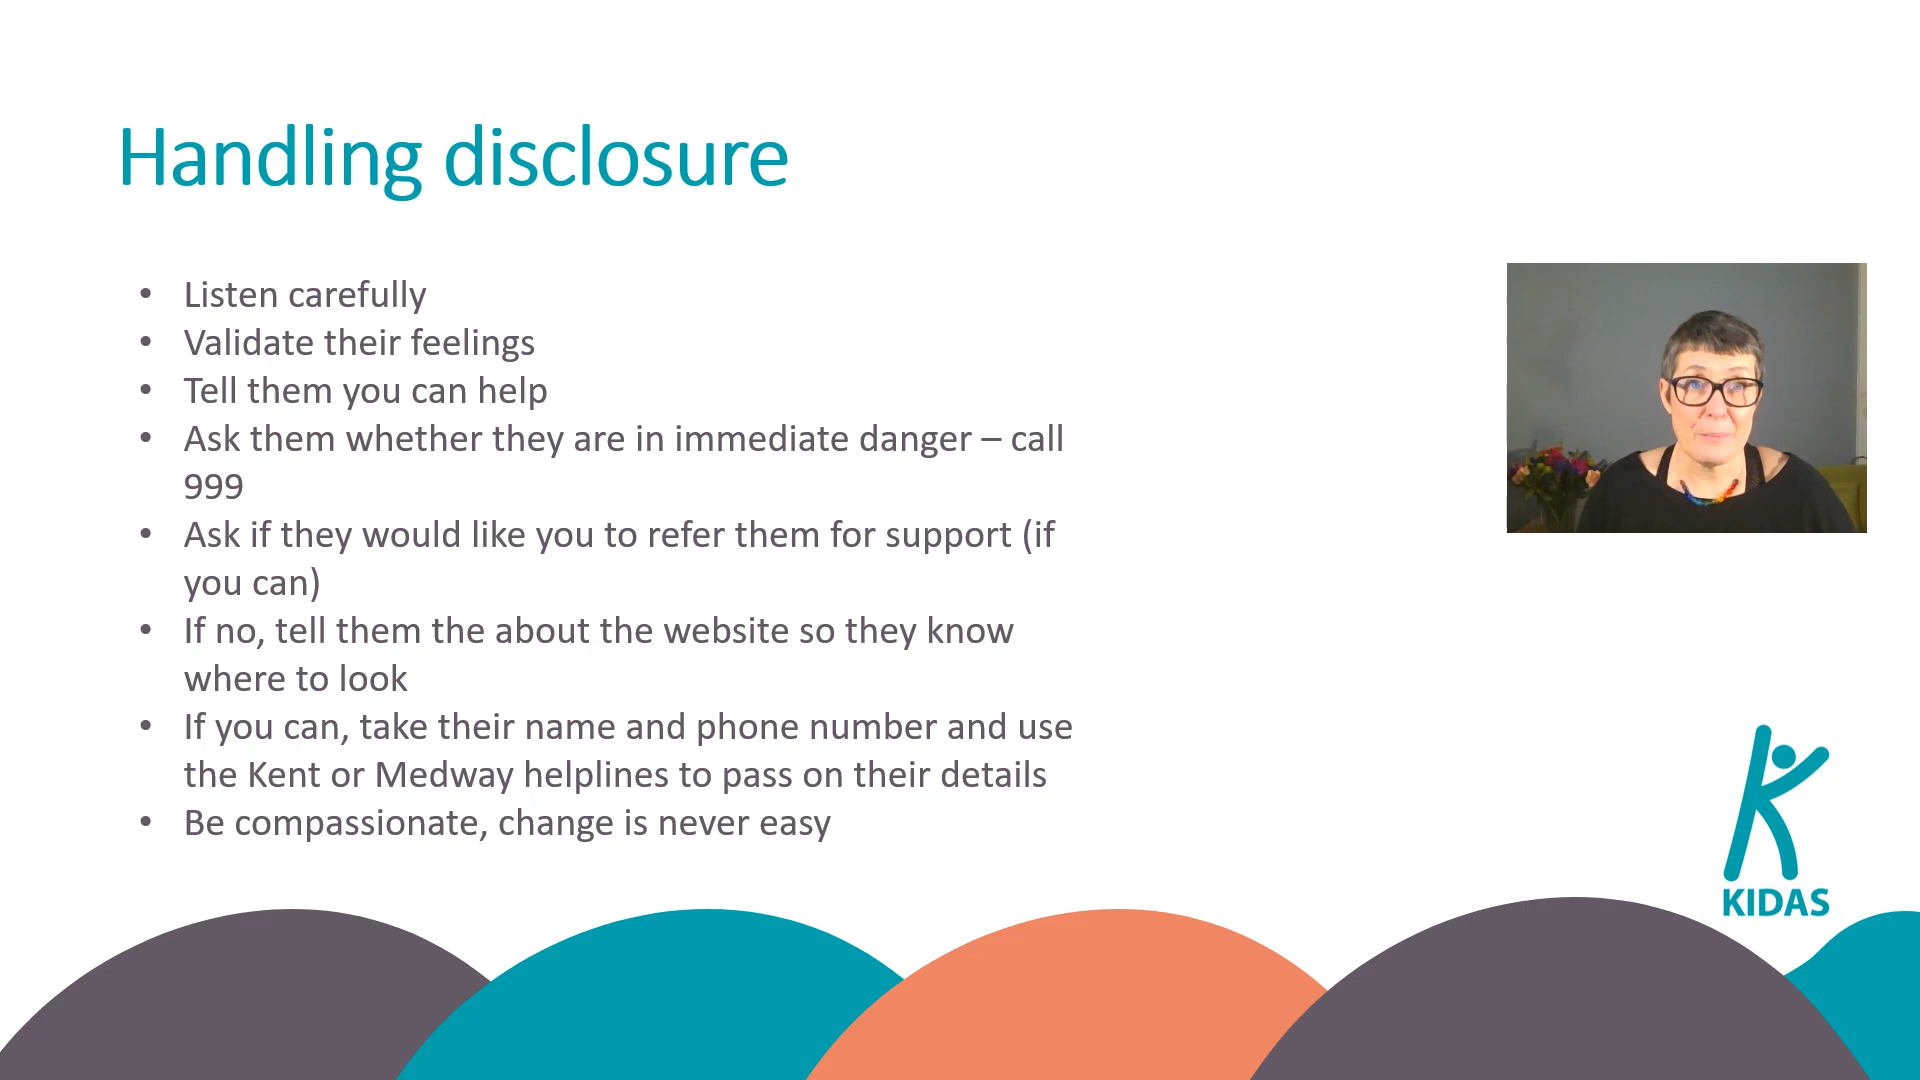 Handling disclosure
• Listen carefully
• Validate their feelings
• Tell them you can help
• Ask them whether they are in immediate danger – call
999
• Ask if they would like you to refer them for support (if
you can)
• If no, tell them the about the website so they know
where to look
• If you can, take their name and phone number and use
the Kent or Medway helplines to pass on their details
• Be compassionate, change is never easy
KIDAS